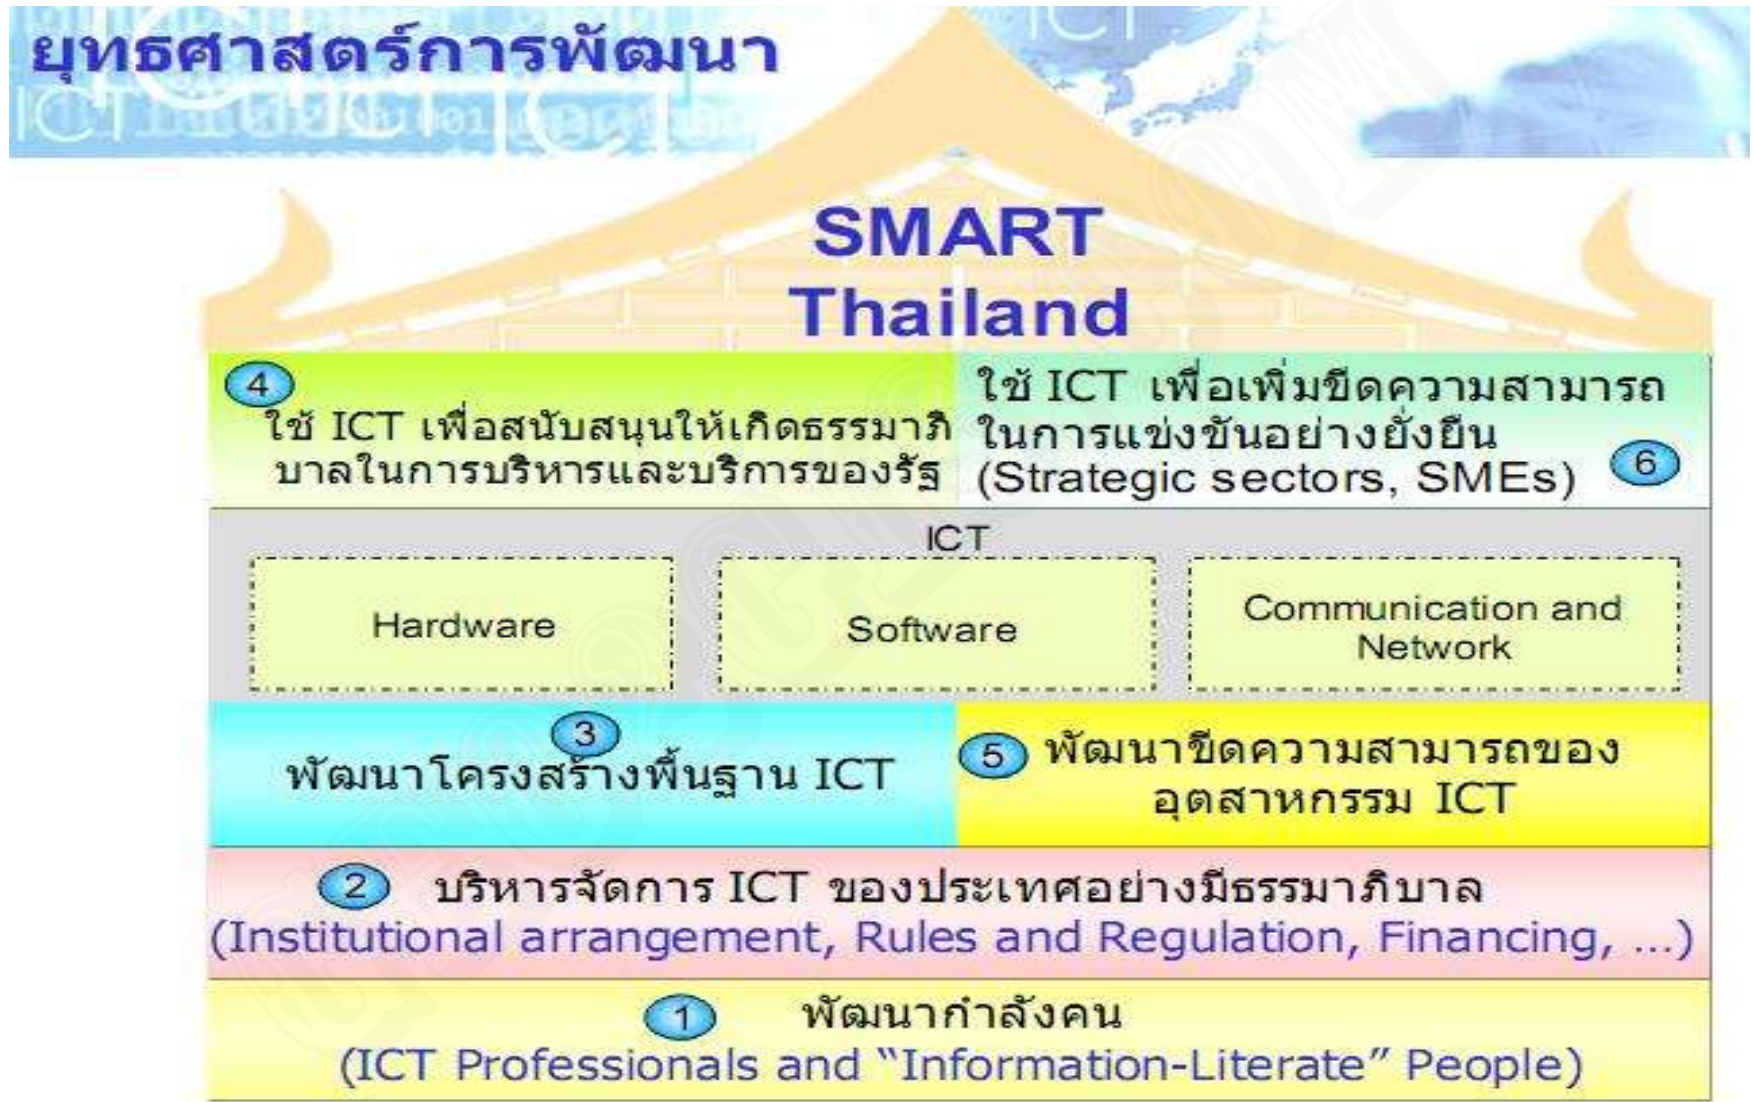 ยุทธศาสตร์การพัฒนา
ICT
ICT
ICT
ICT
SMART
Thailand
4
ใช้ ICT เพื่อสนับสนุนให้เกิดธรรมาภิ
บาลในการบริหารและบริการของรัฐ
ใช้ ICT เพื่อเพิ่มขีดความสามารถ
ในการแข่งขันอย่างยั่งยืน
(Strategic sectors, SMEs)
6
ICT
Hardware
Software
Communication and
Network
3
พัฒนาโครงสร้างพื้นฐาน ICT
5 พัฒนาขีดความสามารถของ
อุตสาหกรรม ICT
2 บริหารจัดการ ICT ของประเทศอย่างมีธรรมาภิบาล
(Institutional arrangement, Rules and Regulation, Financing, ...)
1 พัฒนากำลังคน
(ICT Professionals and “Information-Literate” People)